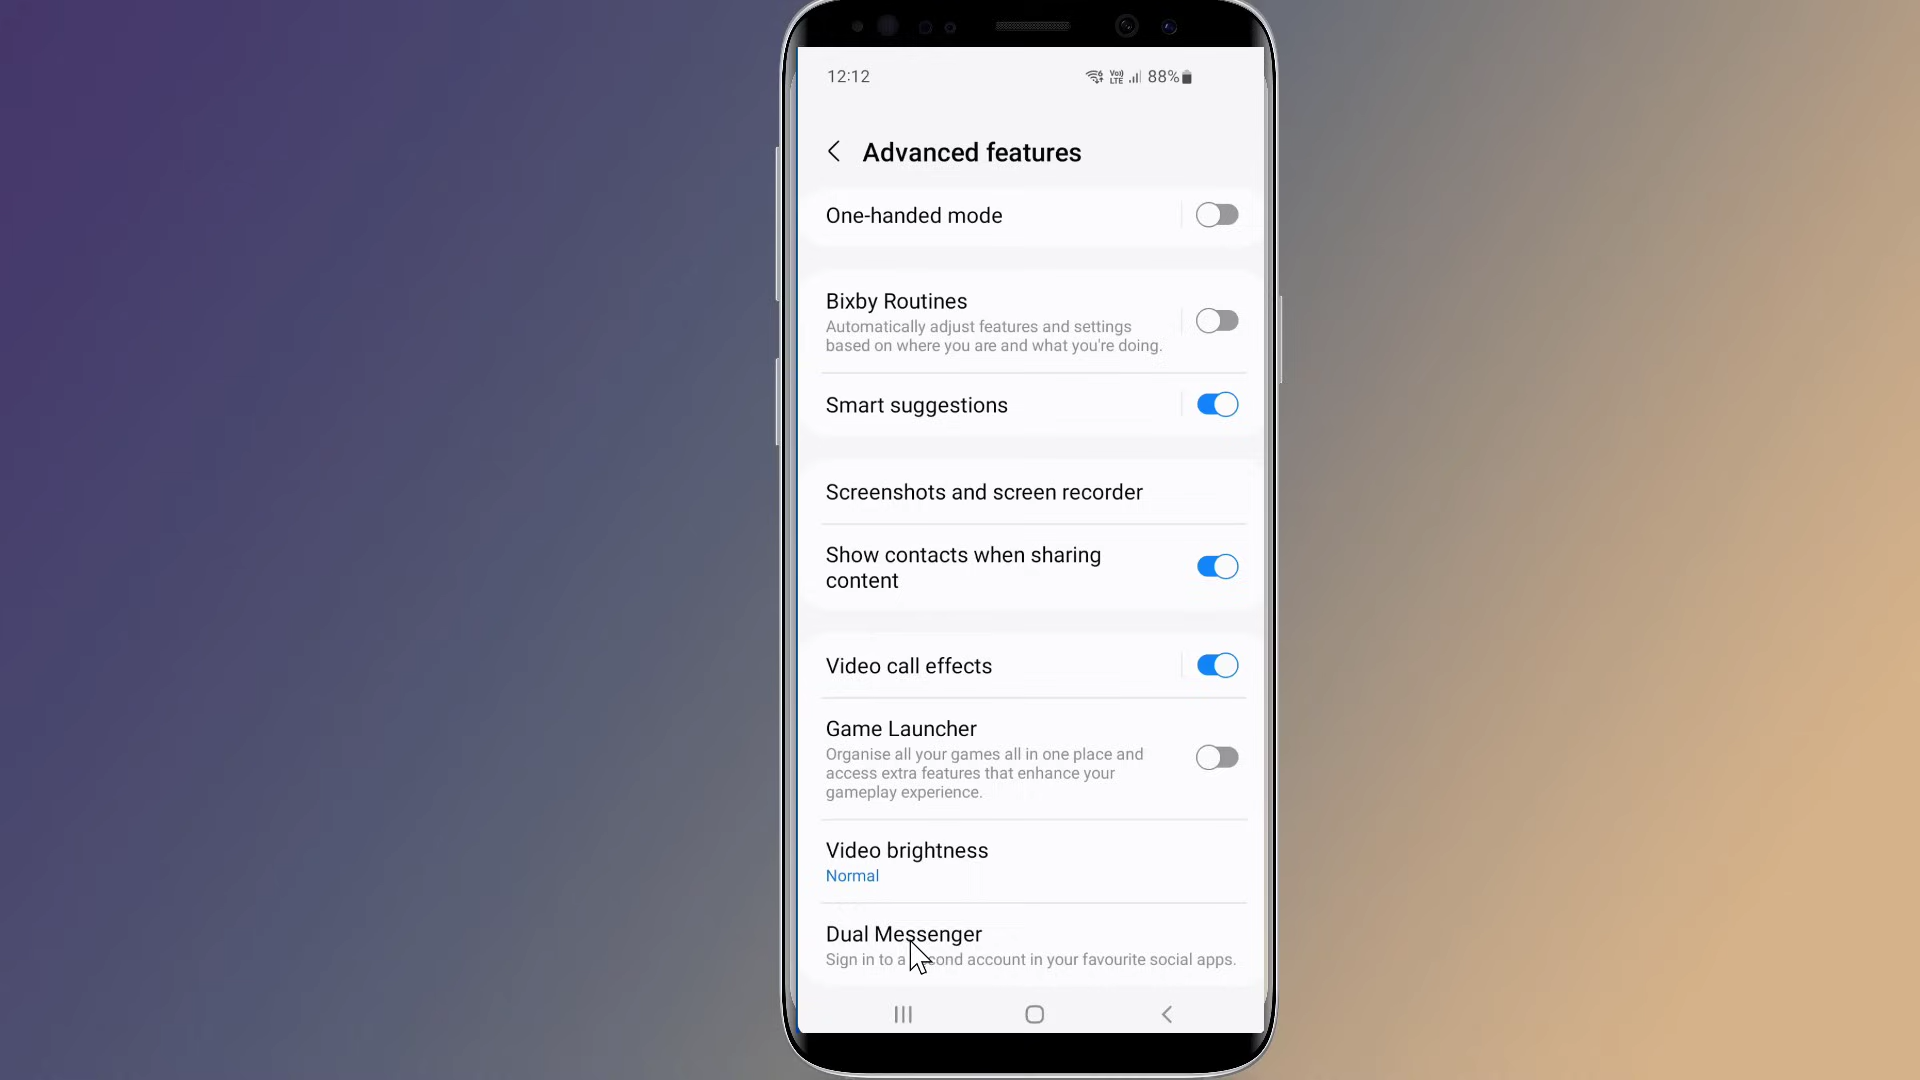 12:12
Vo))
LTE
88%
Advanced features
One-handed mode
Bixby Routines
Automatically adjust features and settings
based on where you are and what you're doing.
Smart suggestions
Screenshots and screen recorder
Show contacts when sharing
content
Video call effects
Game Launcher
Organise all your games all in one place and
access extra features that enhance your
gameplay experience.
Video brightness
Normal
Dual Messenger
Sign in to a second account in your favourite social apps.